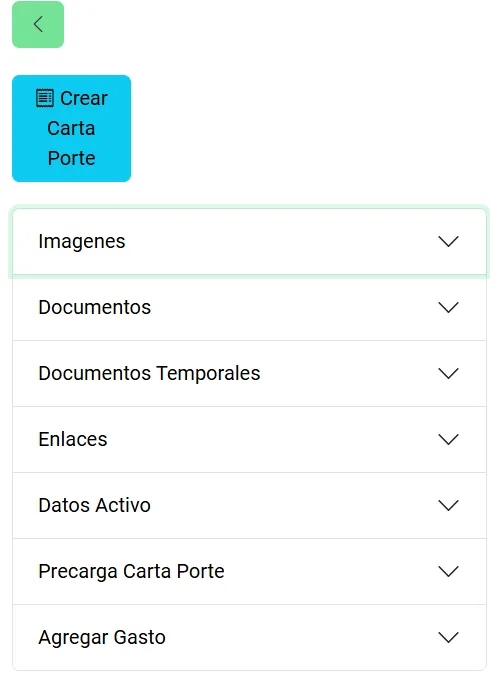 Crear
Carta
Porte
Imagenes
Documentos
Documentos Temporales
Enlaces
Datos Activo
Precarga Carta Porte
Agregar Gasto